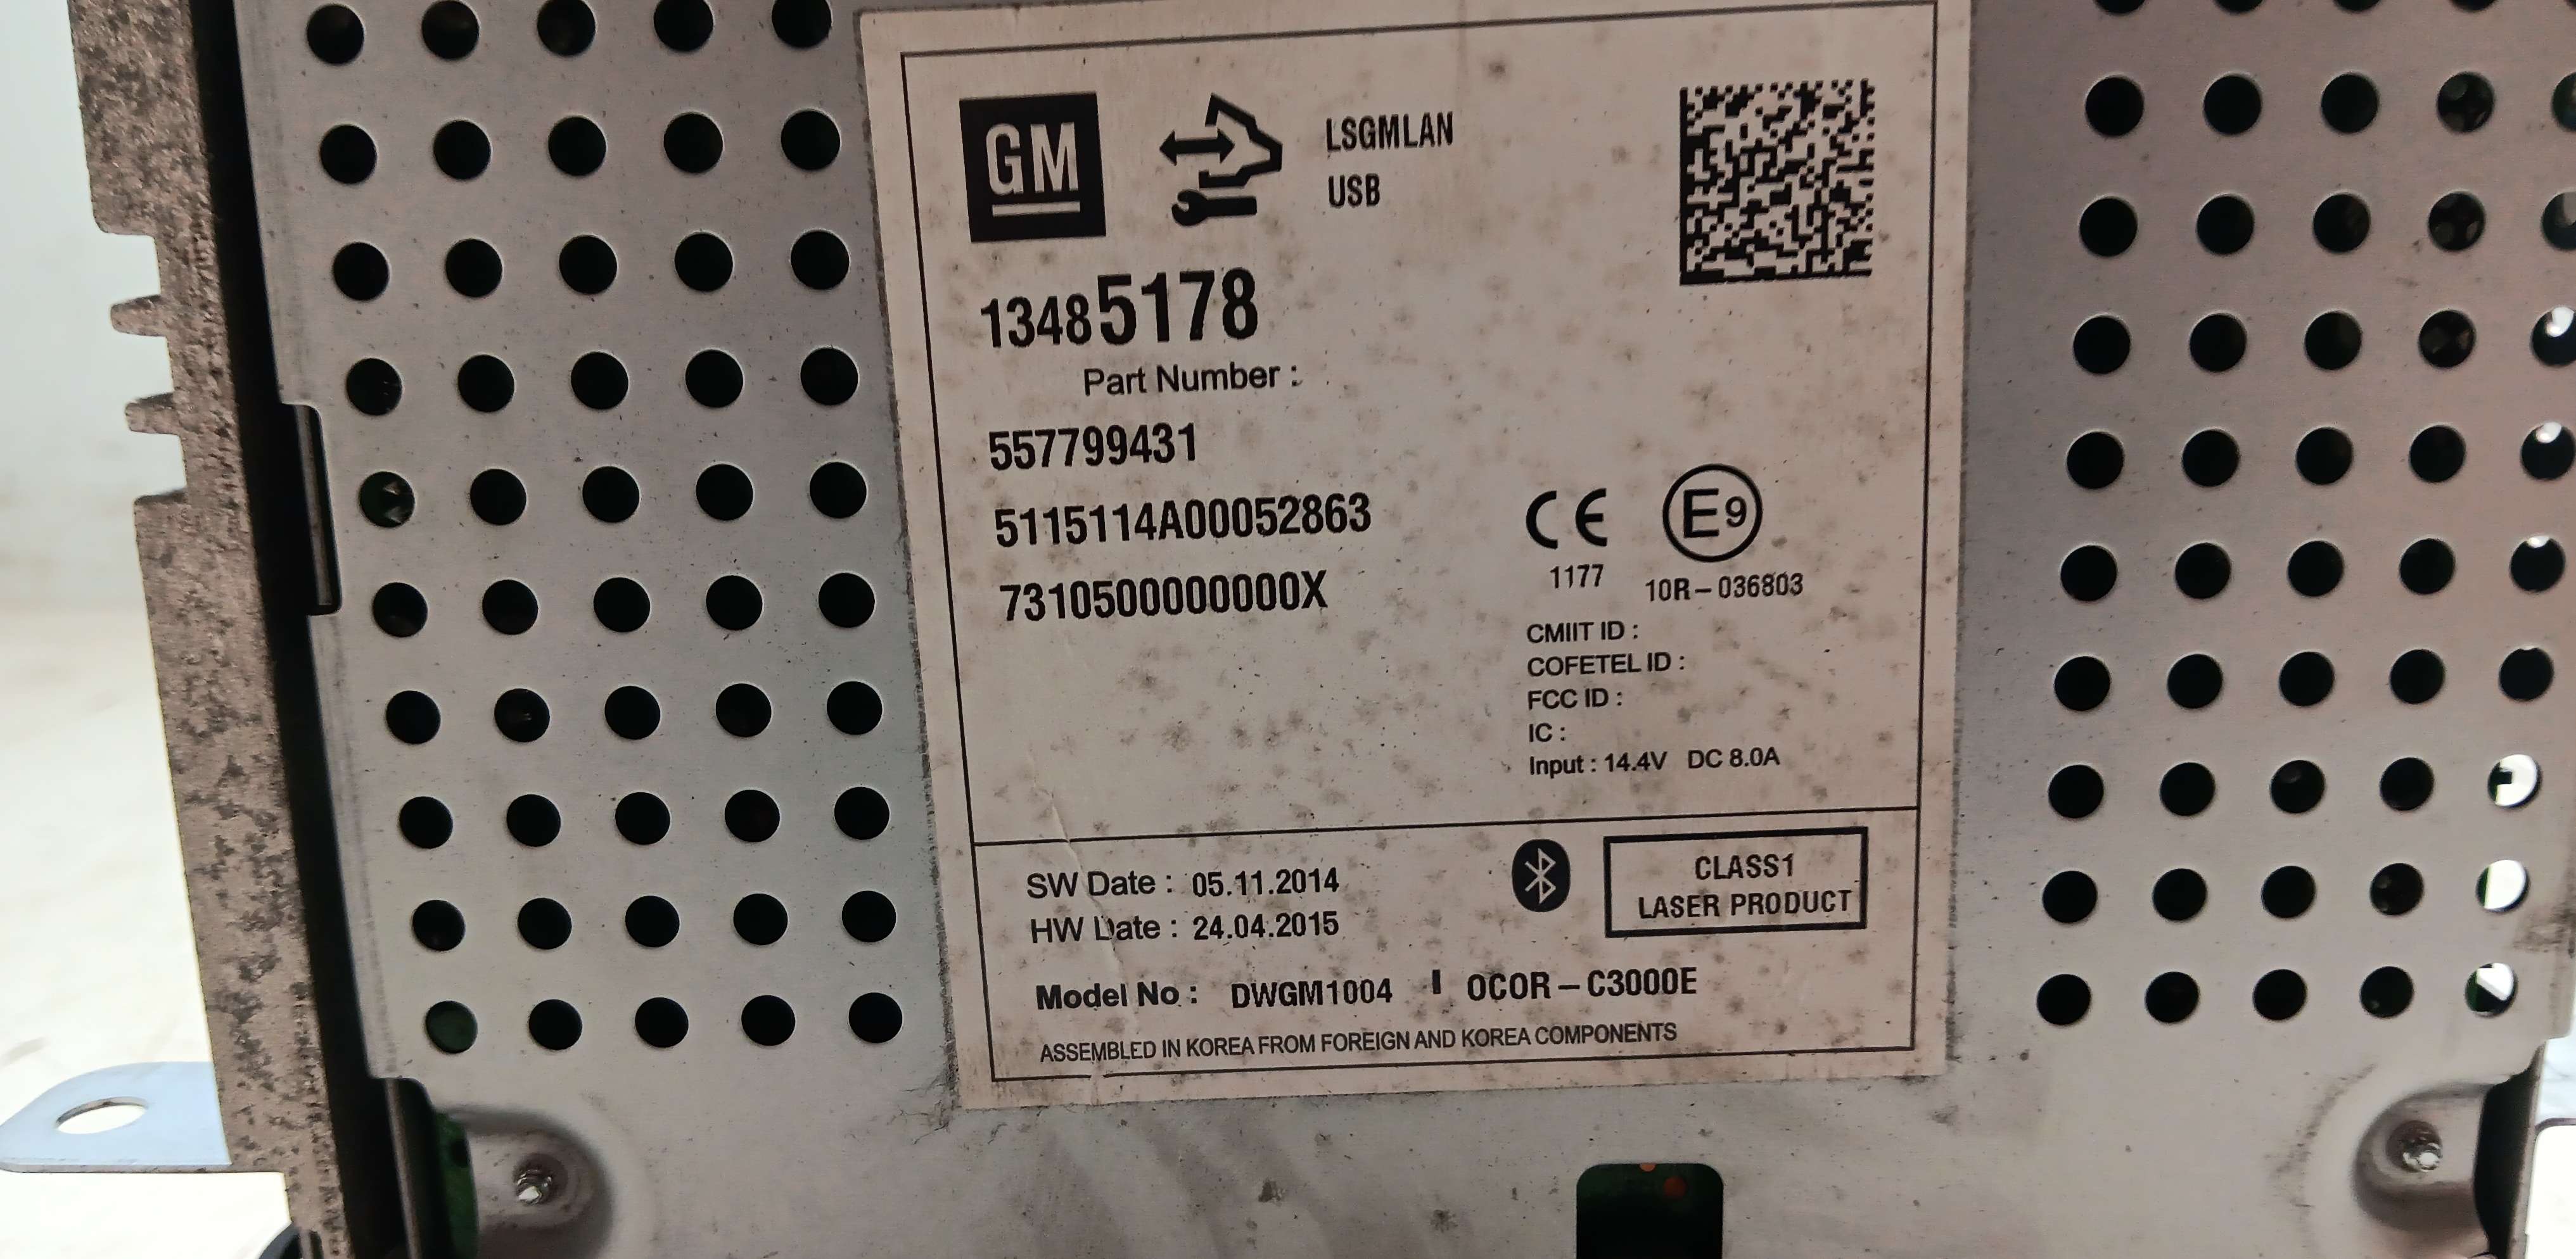 GM
LSGMLAN
USB
13485178
Part Number :
557799431
5115114A00052863
7310500000000X
CE
1177
E9
10R-036803
CMIIT ID :
COFETEL ID :
FCC ID :
IC :
Input : 14.4V DC 8.0A
SW Date : 05.11.2014
HW Date : 24.04.2015
CLASS1
LASER PRODUCT
Model No : DWGM1004 I OCOR-C3000E
ASSEMBLED IN KOREA FROM FOREIGN AND KOREA COMPONENTS